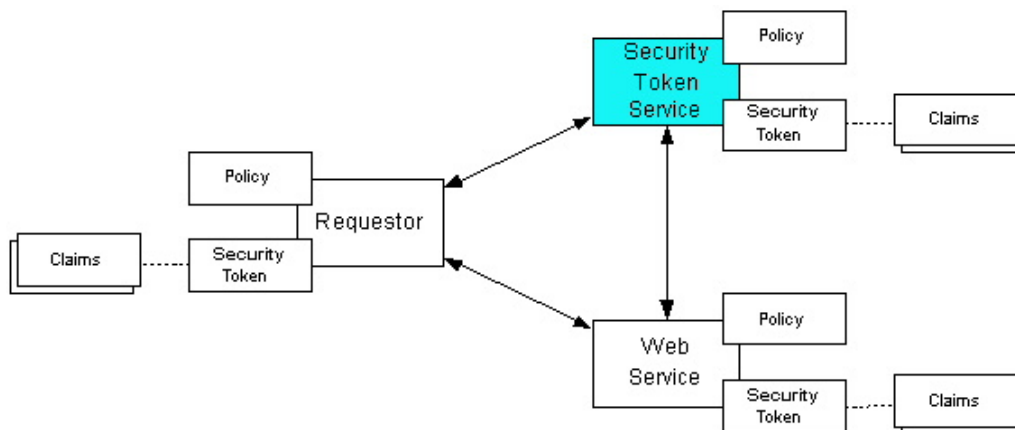 Policy
Security
Token
Service
Security
Token
Claims
Policy
Requestor
Claims
Security
Token
Policy
Web
Service
Security
Token
Claims